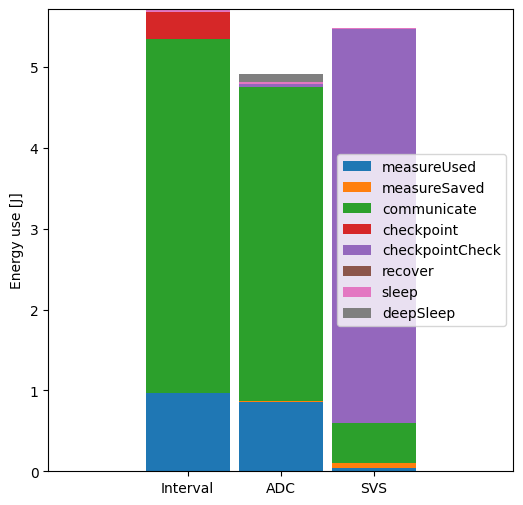 Energy use [J]
5
4
3
2
1
0
Interval
ADC
SVS
measureUsed
measureSaved
communicate
checkpoint
checkpointCheck
recover
sleep
deepSleep